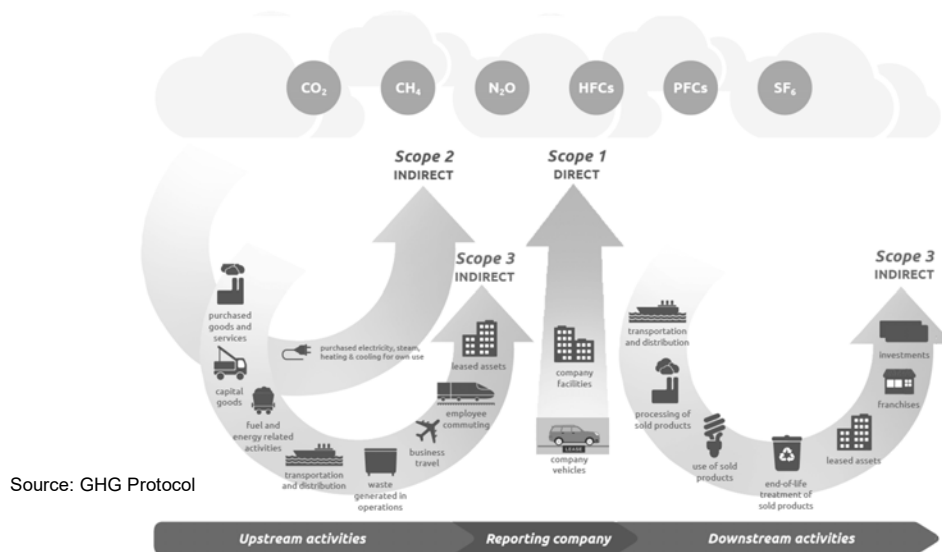 CO₂
CH₄
N₂O
HFCs
PFCs
SF₆
Scope 2
INDIRECT
Scope 1
DIRECT
Scope 3
INDIRECT
Scope 3
INDIRECT
purchased
goods and
services
capital
goods
fuel and
energy related
activities
transportation
and distribution
waste
generated in
operations
purchased electricity, steam,
heating & cooling for own use
business
travel
employee
commuting
leased assets
company
facilities
LEASE
company
vehicles
transportation
and distribution
processing of
sold products
use of sold
products
end-of-life
treatment of
sold products
leased assets
franchises
investments
Source: GHG Protocol
Upstream activities
Reporting company
Downstream activities